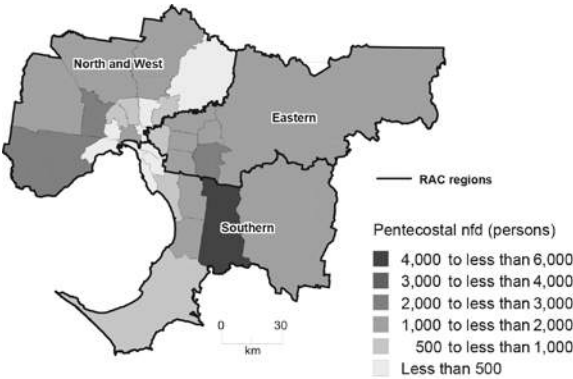 North and West
Eastern
RAC regions
Southern
Pentecostal nfd (persons)
4,000 to less than 6,000
3,000 to less than 4,000
2,000 to less than 3,000
1,000 to less than 2,000
500 to less than 1,000
Less than 500
0 30
km